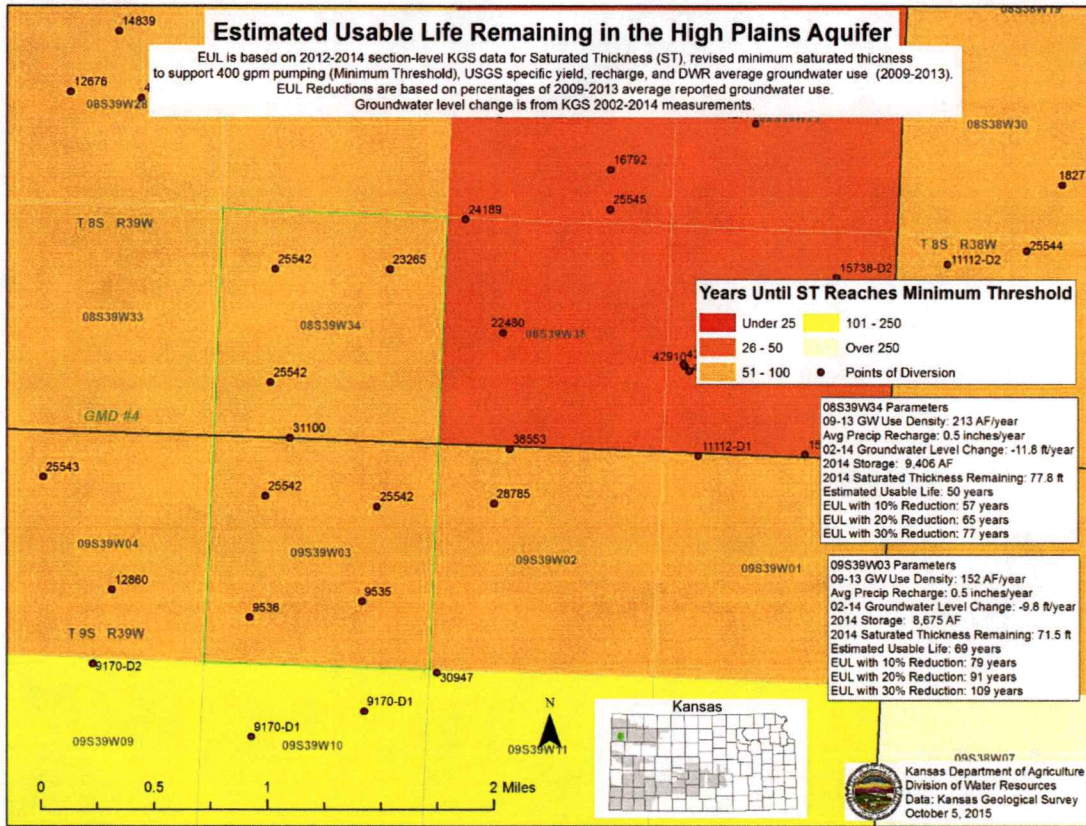 Estimated Usable Life Remaining in the High Plains Aquifer
EUL is based on 2012-2014 section-level KGS data for Saturated Thickness (ST), revised minimum saturated thickness
to support 400 gpm pumping (Minimum Threshold), USGS specific yield, recharge, and DWR average groundwater use (2009-2013).
EUL Reductions are based on percentages of 2009-2013 average reported groundwater use.
Groundwater level change is from KGS 2002-2014 measurements.
08S38W19
14839
12676
4
08S39W28
08S38W30
16792
25545
24189
1827
T 8S R39W
T 8S R38W
25544
11112-D2
25542
23265
15738-D2
08S39W33
08S39W34
22480
08S39W35
42910
25542
GMD #4
31100
38553
11112-D1
15
25543
25542
25542
28785
09S39W04
09S39W03
09S39W02
09S39W01
12860
9536
9535
T 9S R39W
9170-D2
30947
9170-D1
9170-D1
09S39W09
09S39W10
09S39W11
09S38W07
Years Until ST Reaches Minimum Threshold
Under 25
26 - 50
51 - 100
101 - 250
Over 250
Points of Diversion
08S39W34 Parameters
09-13 GW Use Density: 213 AF/year
Avg Precip Recharge: 0.5 inches/year
02-14 Groundwater Level Change: -11.8 ft/year
2014 Storage: 9,406 AF
2014 Saturated Thickness Remaining: 77.8 ft
Estimated Usable Life: 50 years
EUL with 10% Reduction: 57 years
EUL with 20% Reduction: 65 years
EUL with 30% Reduction: 77 years
09S39W03 Parameters
09-13 GW Use Density: 152 AF/year
Avg Precip Recharge: 0.5 inches/year
02-14 Groundwater Level Change: -9.8 ft/year
2014 Storage: 8,675 AF
2014 Saturated Thickness Remaining: 71.5 ft
Estimated Usable Life: 69 years
EUL with 10% Reduction: 79 years
EUL with 20% Reduction: 91 years
EUL with 30% Reduction: 109 years
N
Kansas
0 0.5 1 2 Miles
Kansas Department of Agriculture
Division of Water Resources
Data: Kansas Geological Survey
October 5, 2015